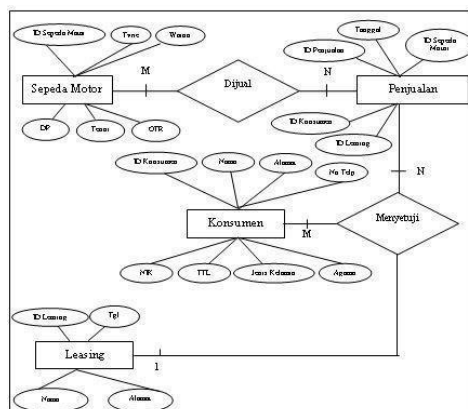 ID Sepeda Motor
Type
Warna
Tanggal
ID Penjualan
ID Sepeda Motor
M
N
Sepeda Motor
Dijual
Penjualan
DP
Tenor
OTR
ID Konsumen
ID Leasing
ID Konsumen
Nama
Alamat
No Telp
N
Konsumen
M
Menyetuji
NIK
TTL
Jenis Kelamin
Agama
ID Leasing
Tgl
Leasing
1
Nama
Alamat